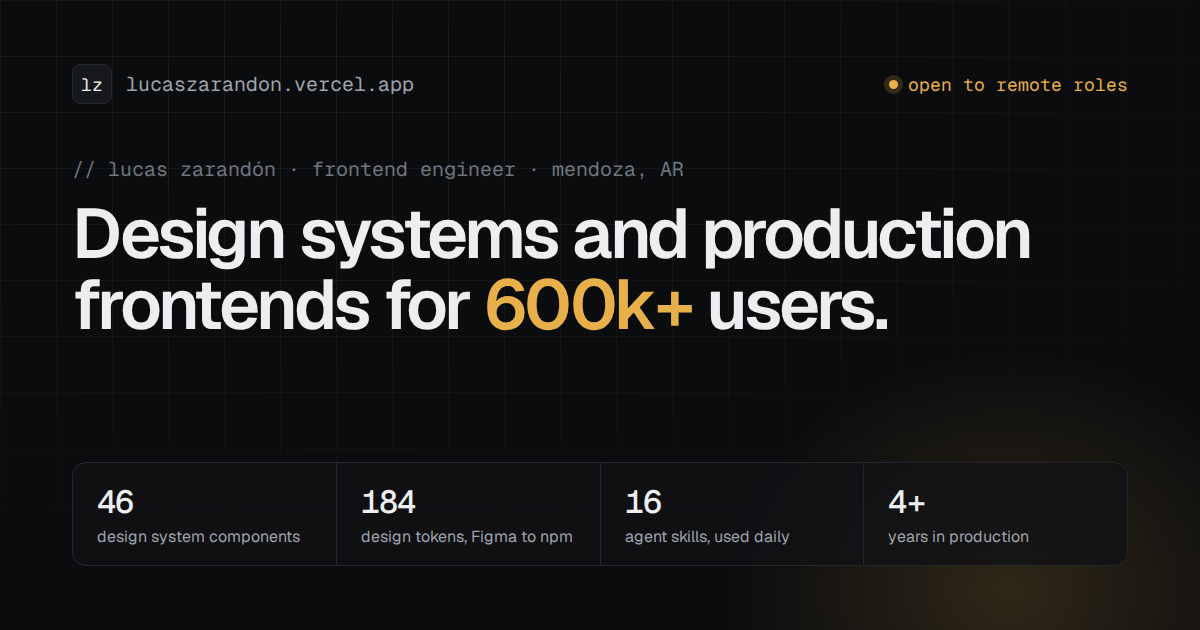 lz lucaszarandon.vercel.app
open to remote roles
// lucas zarandón · frontend engineer · mendoza, AR
Design systems and production
frontends for 600k+ users.
46
design system components
184
design tokens, Figma to npm
16
agent skills, used daily
4+
years in production